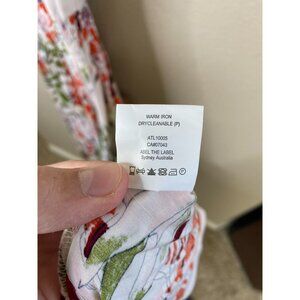 WARM IRON
DRYCLEANABLE (P)
ATL10005
CAM07043
ABEL THE LABEL
Sydney Australia